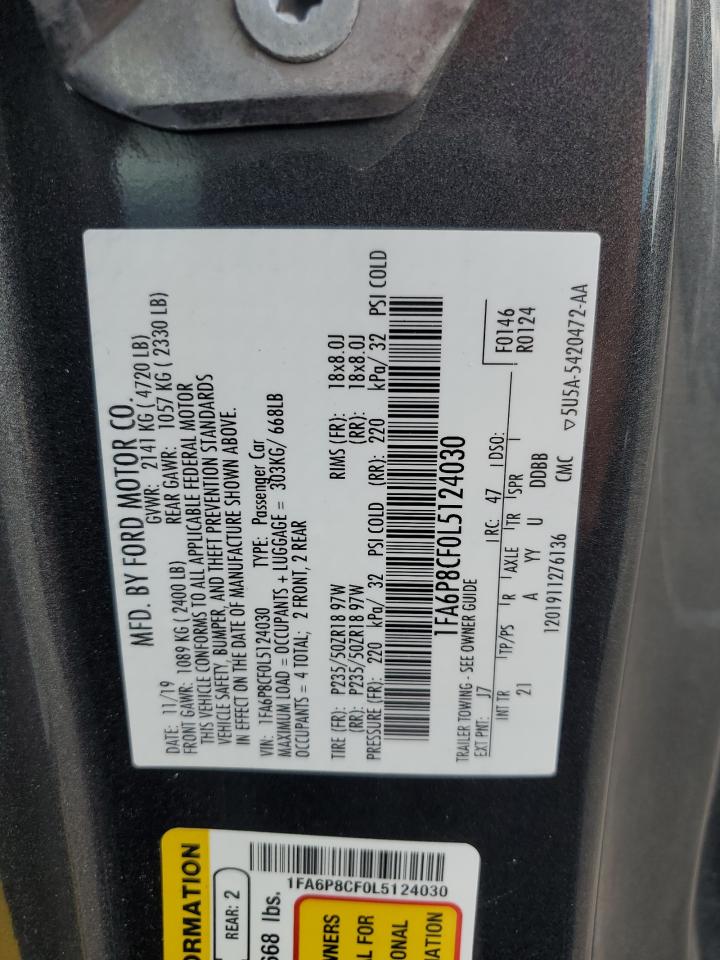 MFD. BY FORD MOTOR CO.
DATE: 11/19 GVWR: 2141 KG ( 4720 LB)
FRONT GAWR: 1089 KG ( 2400 LB) REAR GAWR: 1057 KG ( 2330 LB)
THIS VEHICLE CONFORMS TO ALL APPLICABLE FEDERAL MOTOR
VEHICLE SAFETY, BUMPER, AND THEFT PREVENTION STANDARDS
IN EFFECT ON THE DATE OF MANUFACTURE SHOWN ABOVE.
VIN: 1FA6P8CF0L5124030 TYPE: Passenger Car
MAXIMUM LOAD = OCCUPANTS + LUGGAGE = 303KG/ 668LB
OCCUPANTS = 4 TOTAL; 2 FRONT, 2 REAR
TIRE (FR): P235/50ZR18 97W RIMS (FR): 18x8.0J
(RR): P235/50ZR18 97W (RR): 18x8.0J
PRESSURE (FR): 220 kPa/ 32 PSI COLD (RR): 220 kPa/ 32 PSI COLD
1FA6P8CF0L5124030
TRAILER TOWING - SEE OWNER GUIDE
EXT PNT: J7 RC: 47 DSO: F0146
R0124
INT TR TP/PS R AXLE TR SPR
21 A YY U DDBB
1201911276136 CMC ▽5U5A-5420472-AA
ORMATION
REAR: 2
668 lbs.
1FA6P8CF0L5124030
WNERS
AL FOR
ONAL
MATION